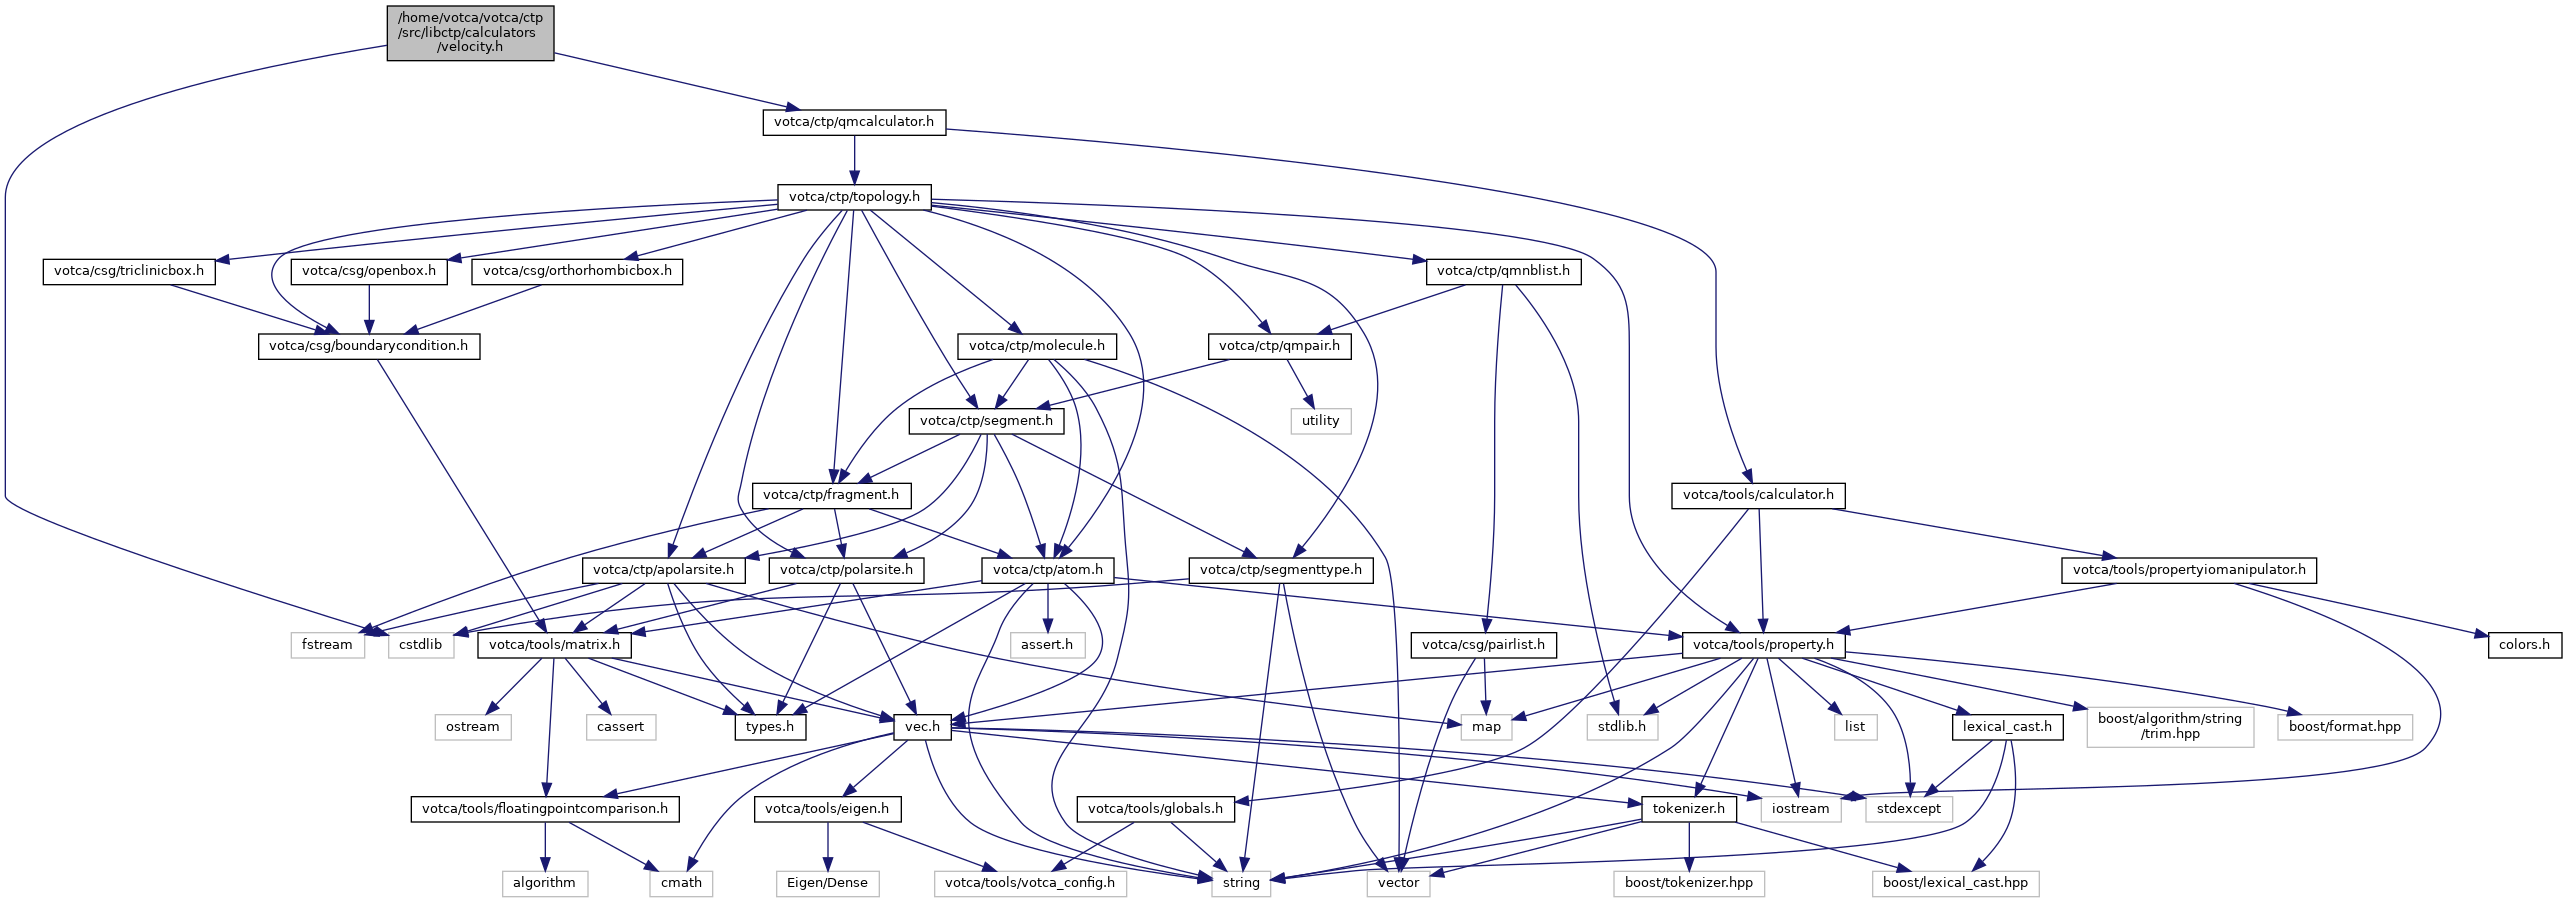 /home/votca/votca/ctp
/src/libctp/calculators
/velocity.h
votca/ctp/qmcalculator.h
votca/ctp/topology.h
votca/csg/triclinicbox.h
votca/csg/openbox.h
votca/csg/orthorhombicbox.h
votca/ctp/qmnblist.h
votca/csg/boundarycondition.h
votca/ctp/molecule.h
votca/ctp/qmpair.h
votca/ctp/segment.h
utility
votca/ctp/fragment.h
votca/tools/calculator.h
votca/ctp/apolarsite.h
votca/ctp/polarsite.h
votca/ctp/atom.h
votca/ctp/segmenttype.h
votca/tools/propertyiomanipulator.h
fstream
cstdlib
votca/tools/matrix.h
assert.h
votca/csg/pairlist.h
votca/tools/property.h
colors.h
ostream
cassert
types.h
vec.h
map
stdlib.h
list
lexical_cast.h
boost/algorithm/string
/trim.hpp
boost/format.hpp
votca/tools/floatingpointcomparison.h
votca/tools/eigen.h
votca/tools/globals.h
tokenizer.h
iostream
stdexcept
algorithm
cmath
Eigen/Dense
votca/tools/votca_config.h
string
vector
boost/tokenizer.hpp
boost/lexical_cast.hpp